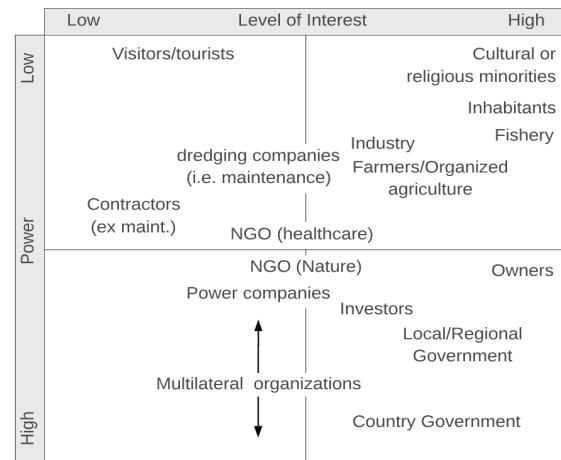 Low Level of Interest High
Low
Power
High
Visitors/tourists
Cultural or
religious minorities
Inhabitants
Fishery
Industry
dredging companies
(i.e. maintenance)
Farmers/Organized
agriculture
Contractors
(ex maint.)
NGO (healthcare)
NGO (Nature)
Owners
Power companies
Investors
Local/Regional
Government
Multilateral organizations
Country Government